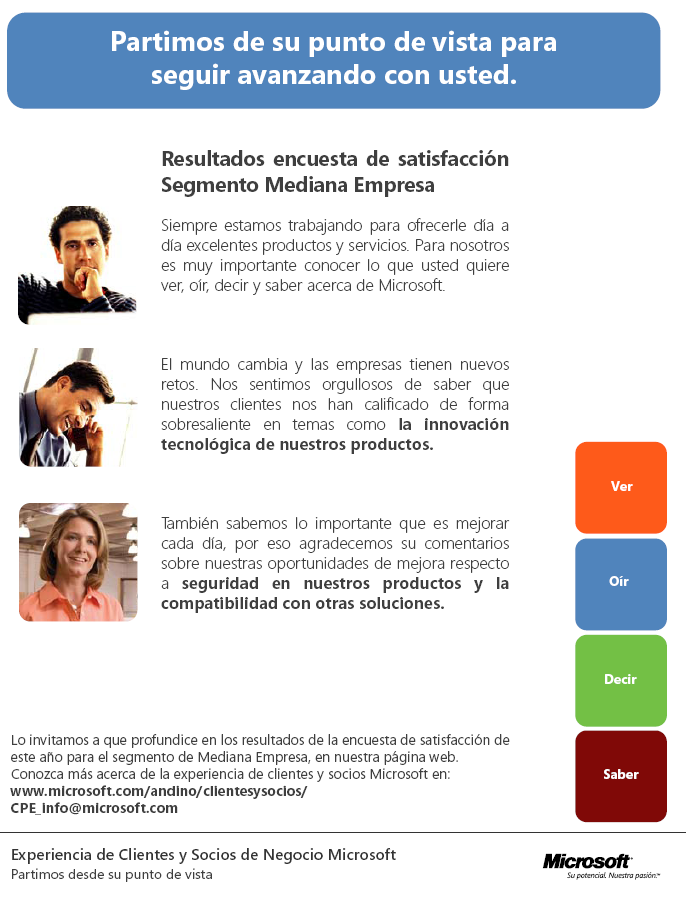 Partimos de su punto de vista para
seguir avanzando con usted.
Resultados encuesta de satisfacción
Segmento Mediana Empresa
Siempre estamos trabajando para ofrecerle día a
día excelentes productos y servicios. Para nosotros
es muy importante conocer lo que usted quiere
ver, oír, decir y saber acerca de Microsoft.
El mundo cambia y las empresas tienen nuevos
retos. Nos sentimos orgullosos de saber que
nuestros clientes nos han calificado de forma
sobresaliente en temas como la innovación
tecnológica de nuestros productos.
También sabemos lo importante que es mejorar
cada día, por eso agradecemos su comentarios
sobre nuestras oportunidades de mejora respecto
a seguridad en nuestros productos y la
compatibilidad con otras soluciones.
Ver
Oír
Decir
Saber
Lo invitamos a que profundice en los resultados de la encuesta de satisfacción de
este año para el segmento de Mediana Empresa, en nuestra página web.
Conozca más acerca de la experiencia de clientes y socios Microsoft en:
www.microsoft.com/andino/clientesysocios/
CPE_info@microsoft.com
Experiencia de Clientes y Socios de Negocio Microsoft
Partimos desde su punto de vista
Microsoft
Su potencial. Nuestra pasión.™